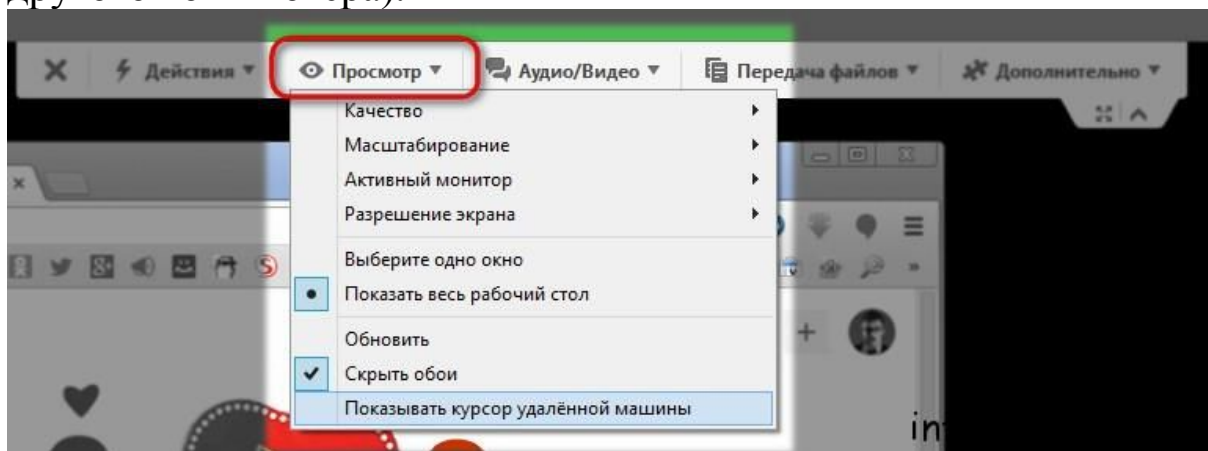 Действия Просмотр Аудио/Видео Передача файлов Дополнительно
Качество
Масштабирование
Активный монитор
Разрешение экрана
Выберите одно окно
Показать весь рабочий стол
Обновить
Скрыть обои
Показывать курсор удалённой машины